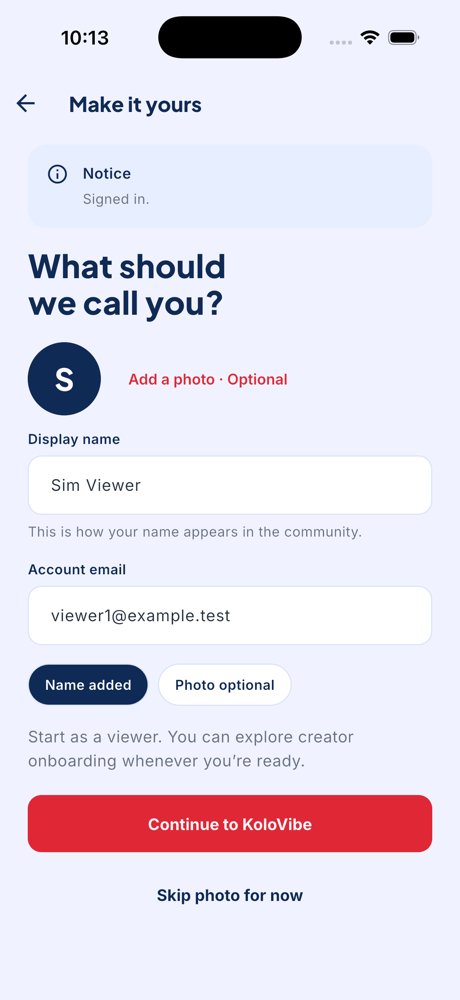 10:13
Make it yours
Notice
Signed in.
What should
we call you?
S
Add a photo · Optional
Display name
Sim Viewer
This is how your name appears in the community.
Account email
viewer1@example.test
Name added
Photo optional
Start as a viewer. You can explore creator
onboarding whenever you’re ready.
Continue to KoloVibe
Skip photo for now